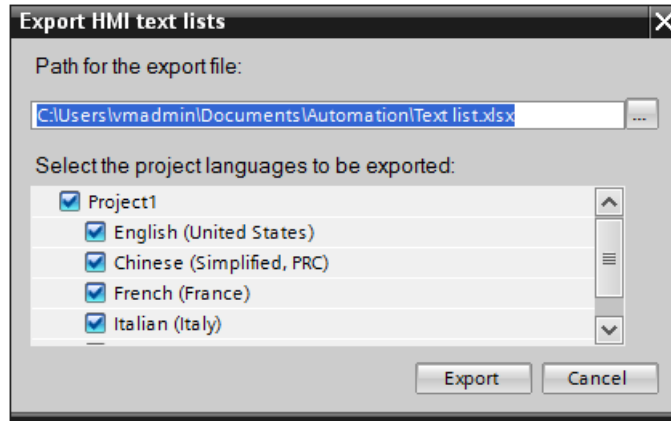 Export HMI text lists
Path for the export file:
C:\Users\vmadmin\Documents\Automation\Text list.xlsx
...
Select the project languages to be exported:
Project1
English (United States)
Chinese (Simplified, PRC)
French (France)
Italian (Italy)
Export Cancel